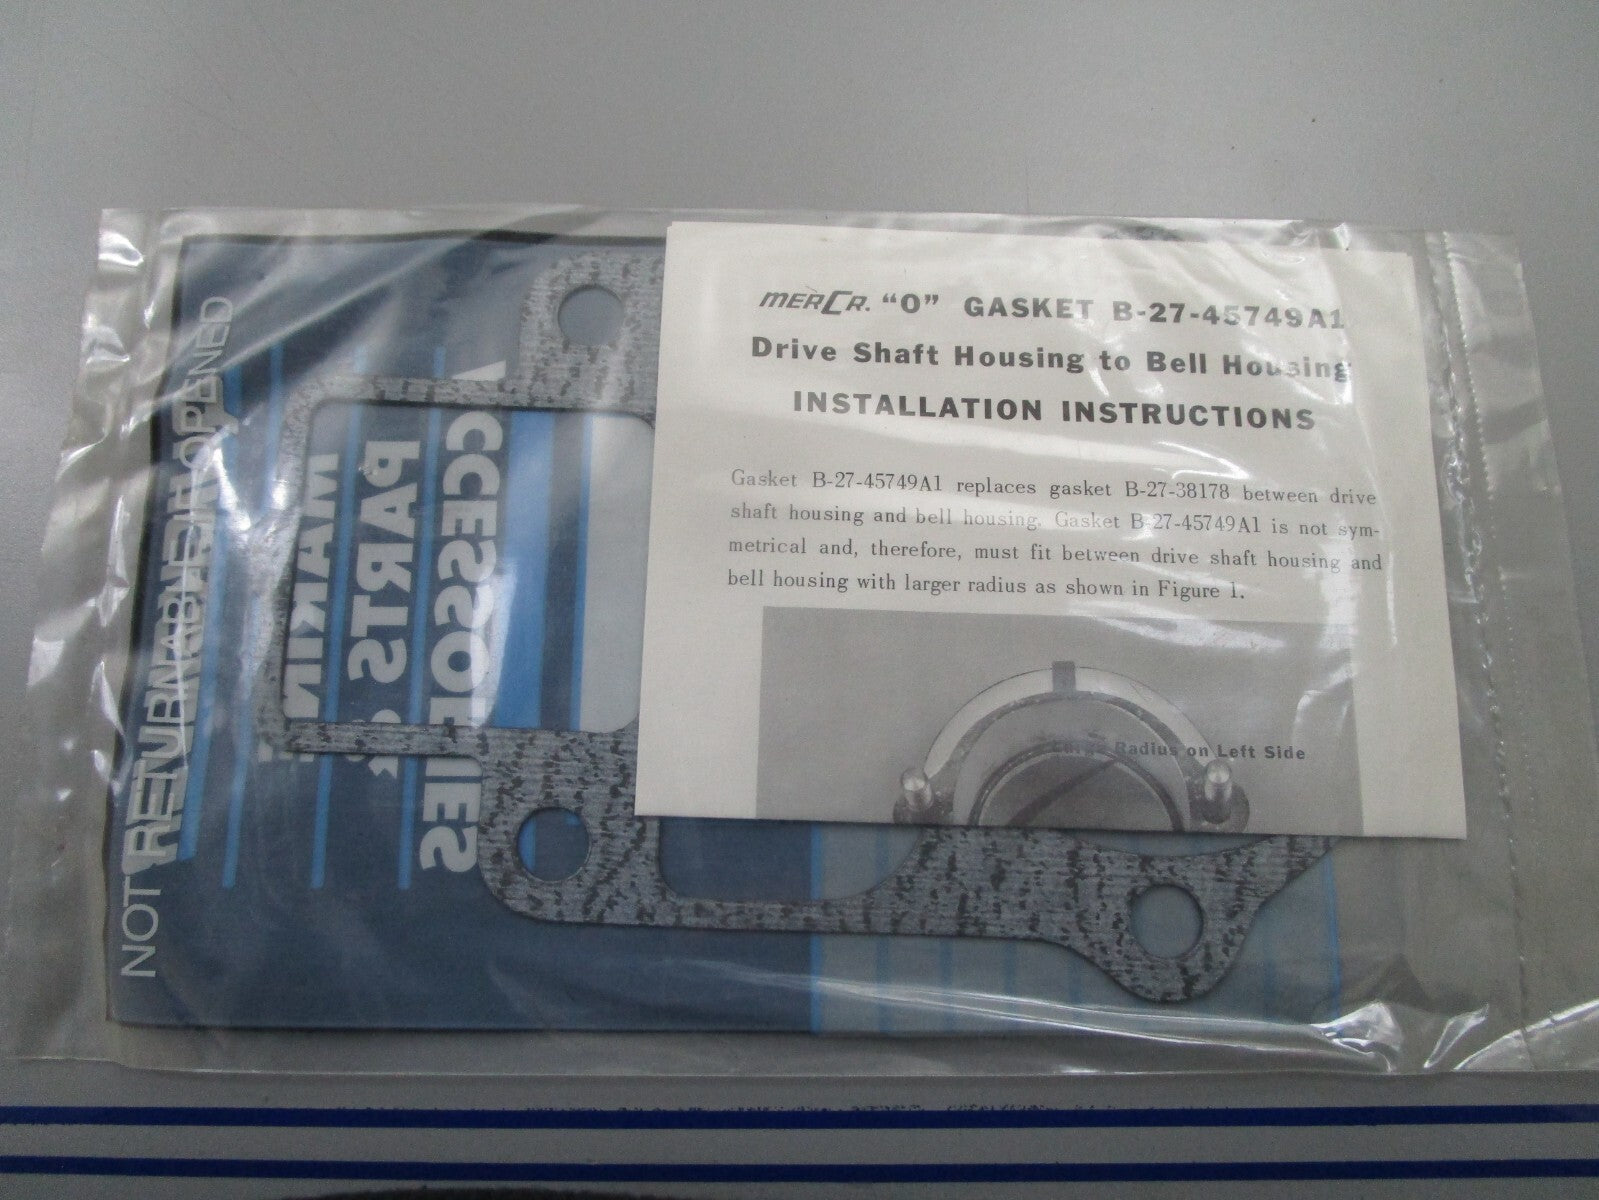 MERCR. “O” GASKET B-27-45749A1
Drive Shaft Housing to Bell Housing
INSTALLATION INSTRUCTIONS
Gasket B-27-45749A1 replaces gasket B-27-38178 between drive
shaft housing and bell housing. Gasket B-27-45749A1 is not sym-
metrical and, therefore, must fit between drive shaft housing and
bell housing with larger radius as shown in Figure 1.
Large Radius on Left Side
NOT RETURNABLE IF OPENED
MARIN
PARTS &
ACCESSORIES